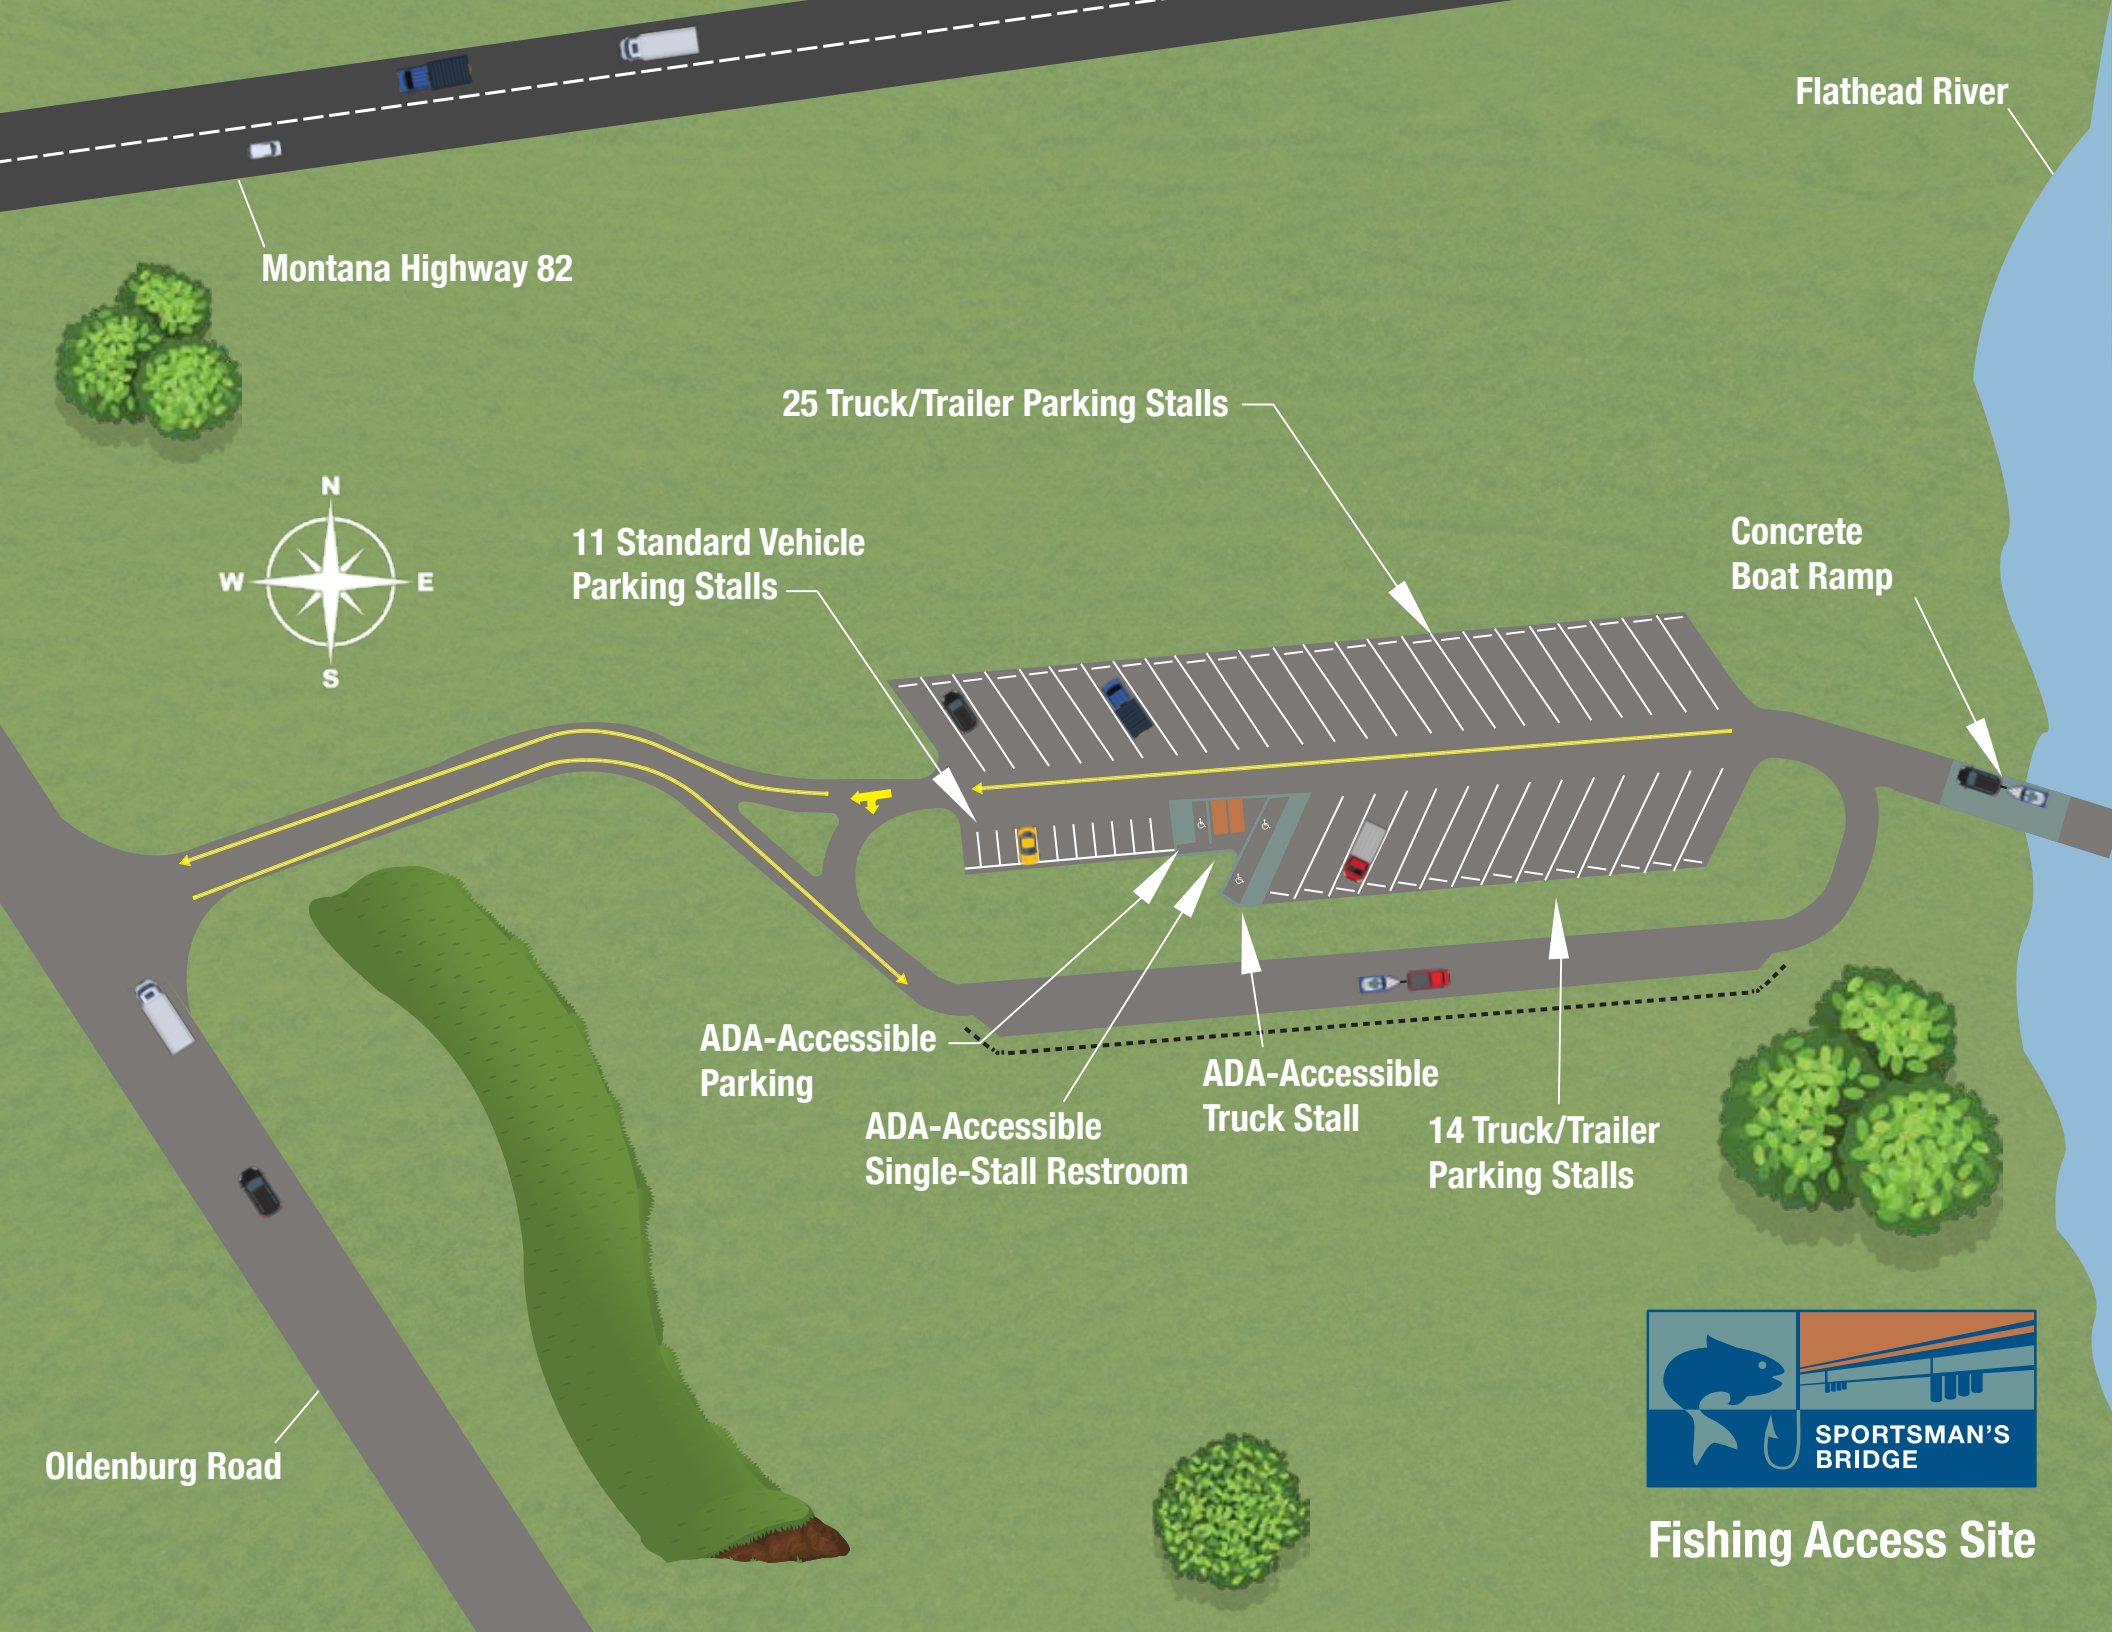 Flathead River
Montana Highway 82
25 Truck/Trailer Parking Stalls
N
W
E
S
11 Standard Vehicle
Parking Stalls
Concrete
Boat Ramp
ADA-Accessible
Parking
ADA-Accessible
Single-Stall Restroom
ADA-Accessible
Truck Stall
14 Truck/Trailer
Parking Stalls
Oldenburg Road
SPORTSMAN'S
BRIDGE
Fishing Access Site